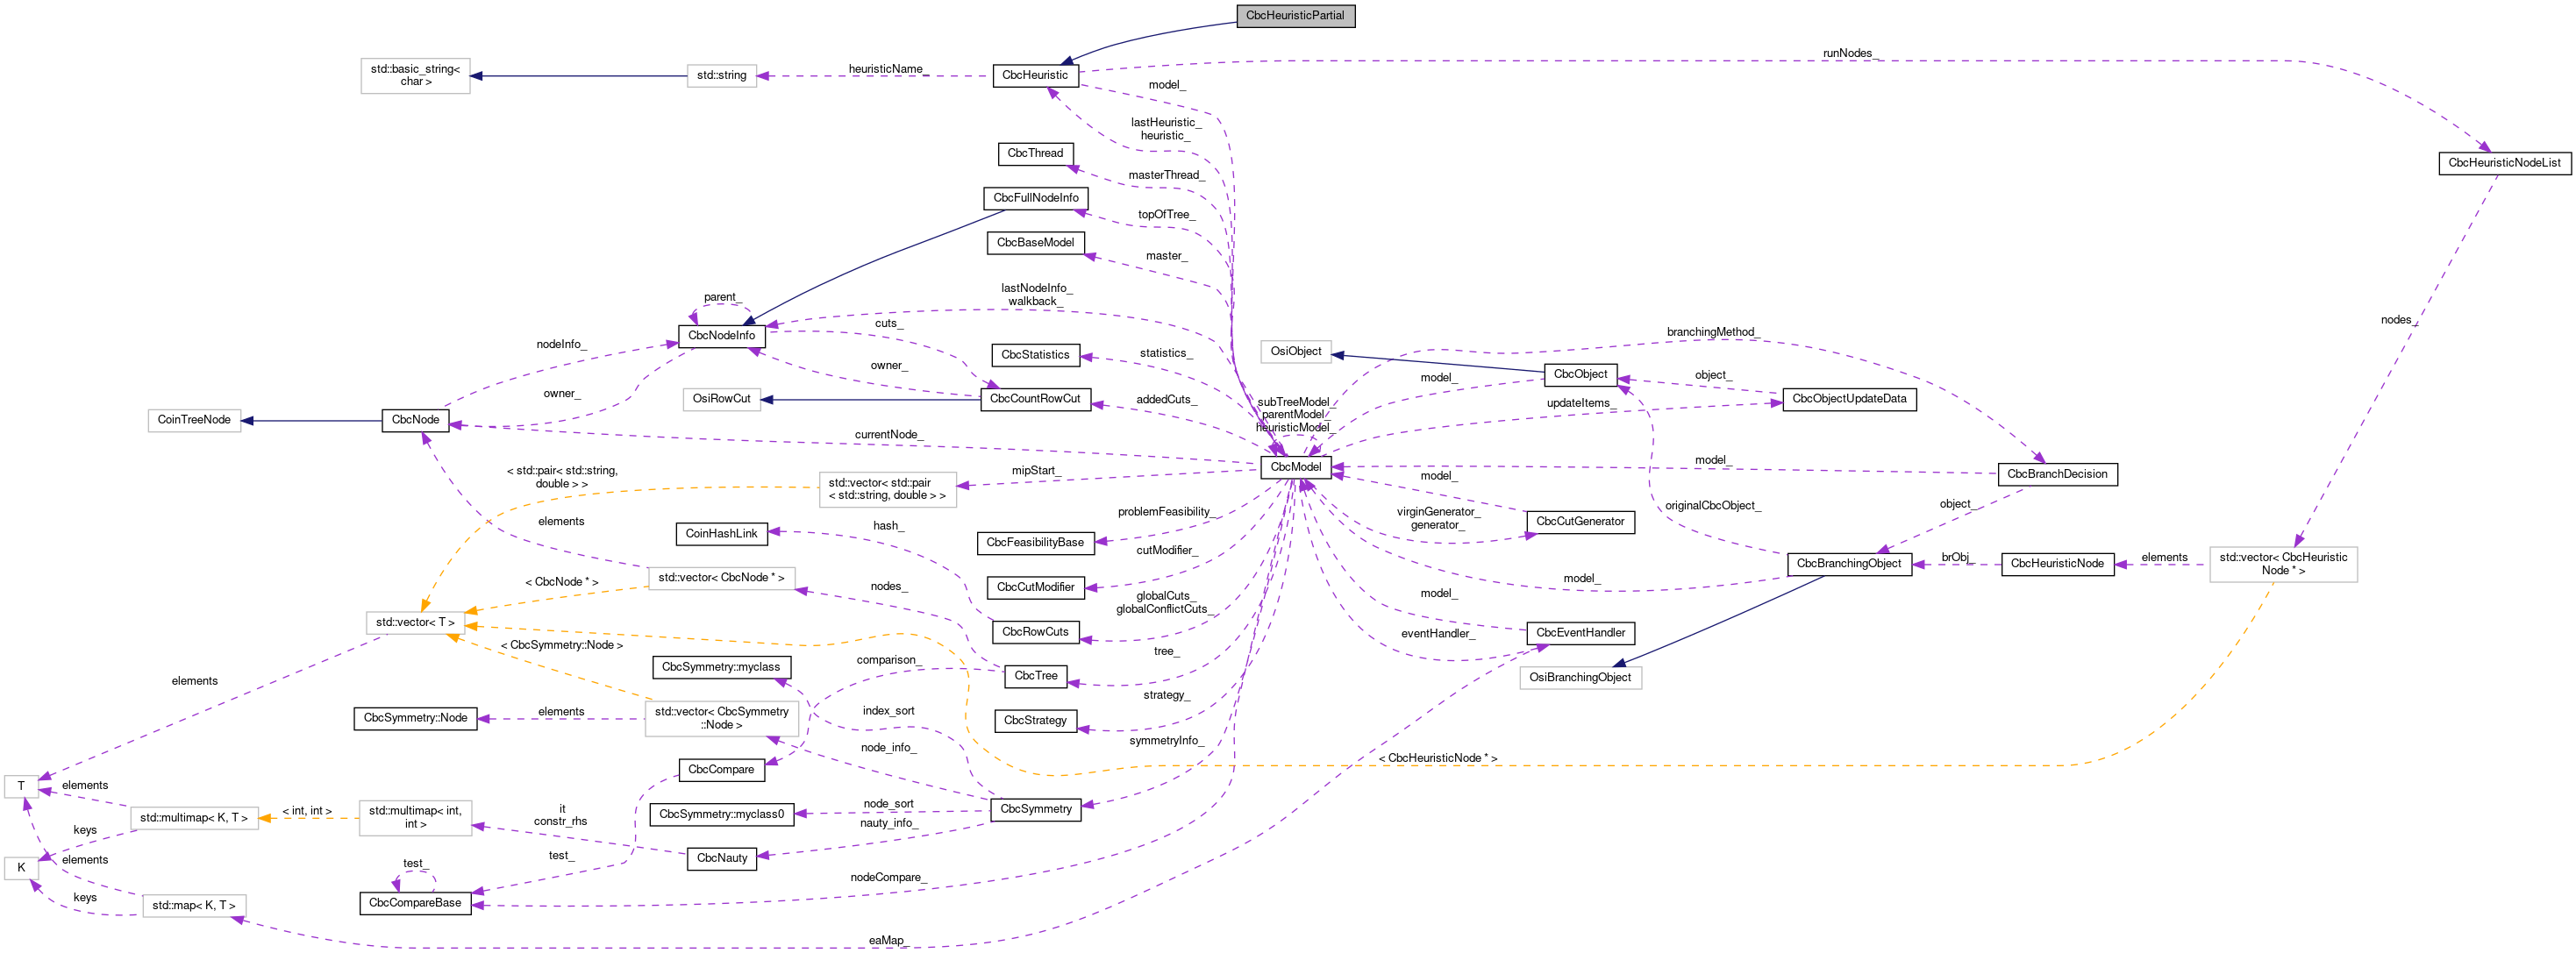 CbcHeuristicPartial
runNodes_
std::basic_string<
char >
std::string
heuristicName_
CbcHeuristic
model_
lastHeuristic_
heuristic_
CbcThread
CbcHeuristicNodeList
masterThread_
CbcFullNodeInfo
topOfTree_
CbcBaseModel
master_
lastNodeInfo_
walkback_
parent_
CbcNodeInfo
cuts_
nodes_
branchingMethod_
nodeInfo_
CbcStatistics
statistics_
OsiObject
CbcObject
model_
object_
owner_
owner_
OsiRowCut
CbcCountRowCut
addedCuts_
subTreeModel_
parentModel_
heuristicModel_
updateItems_
CbcObjectUpdateData
CoinTreeNode
CbcNode
currentNode_
CbcModel
mipStart_
model_
CbcBranchDecision
< std::pair< std::string,
double > >
std::vector< std::pair
< std::string, double > >
model_
object_
originalCbcObject_
elements
CoinHashLink
hash_
problemFeasibility_
virginGenerator_
generator_
CbcCutGenerator
CbcFeasibilityBase
cutModifier_
brObj_
elements
std::vector< CbcHeuristic
Node * >
CbcBranchingObject
CbcHeuristicNode
< CbcNode * >
std::vector< CbcNode * >
nodes_
CbcCutModifier
globalCuts_
globalConflictCuts_
model_
model_
std::vector< T >
CbcRowCuts
CbcEventHandler
eventHandler_
< CbcSymmetry::Node >
CbcSymmetry::myclass
comparison_
CbcTree
tree_
OsiBranchingObject
elements
strategy_
CbcSymmetry::Node
elements
std::vector< CbcSymmetry
::Node >
index_sort
CbcStrategy
node_info_
symmetryInfo_
< CbcHeuristicNode * >
CbcCompare
T
elements
std::multimap< K, T >
< int, int >
std::multimap< int,
int >
it
constr_rhs
CbcSymmetry::myclass0
node_sort
CbcSymmetry
nauty_info_
keys
K
elements
test_
test_
CbcNauty
nodeCompare_
keys
std::map< K, T >
CbcCompareBase
eaMap_